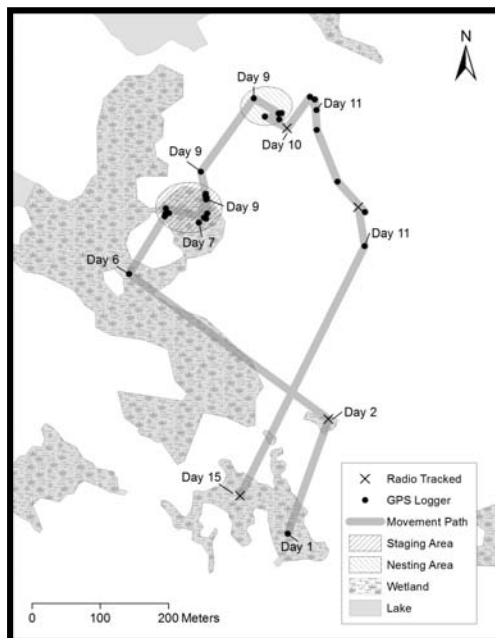 N
Day 9
Day 11
Day 10
Day 9
Day 9
Day 7
Day 11
Day 6
Day 2
Day 15
Day 1
Radio Tracked
GPS Logger
Movement Path
Staging Area
Nesting Area
Wetland
Lake
0 100 200 Meters